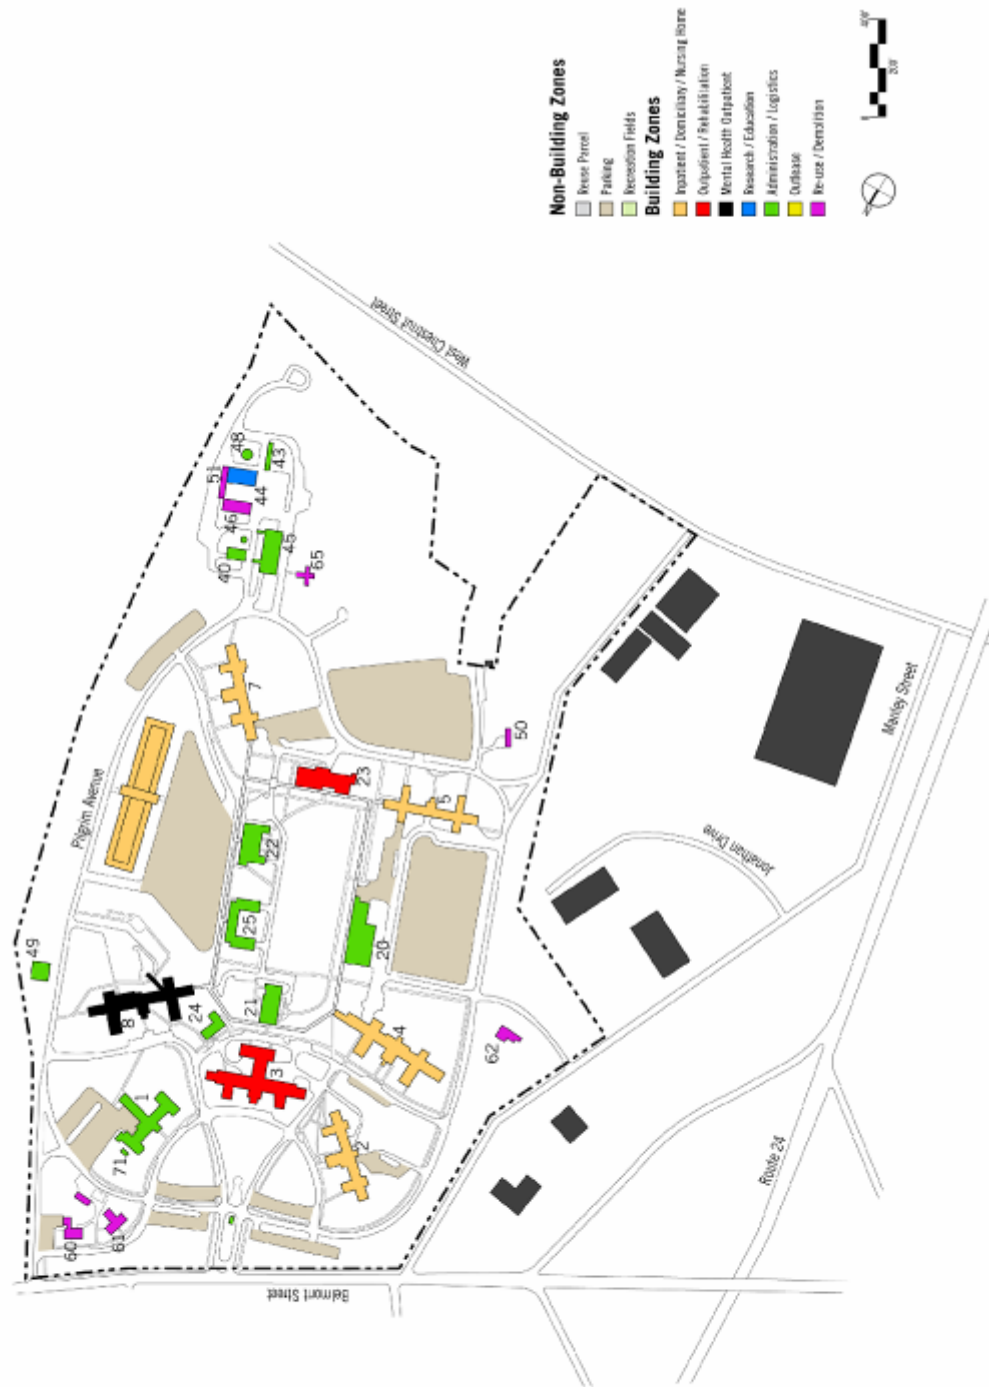 Non-Building Zones
Reuse Parcel
Parking
Recreation Fields
Building Zones
Inpatient / Domiciliary / Nursing Home
Outpatient / Rehabilitation
Mental Health Outpatient
Research / Education
Administration / Logistics
Outlease
Re-use / Demolition
0
200'
400'
West Chestnut Street
Pilgrim Avenue
Belmont Street
Manley Street
Jonathan Drive
Route 24
48
43
51
44
46
45
40
65
7
50
23
5
22
25
20
49
8
24
21
4
62
3
2
1
71
60
61